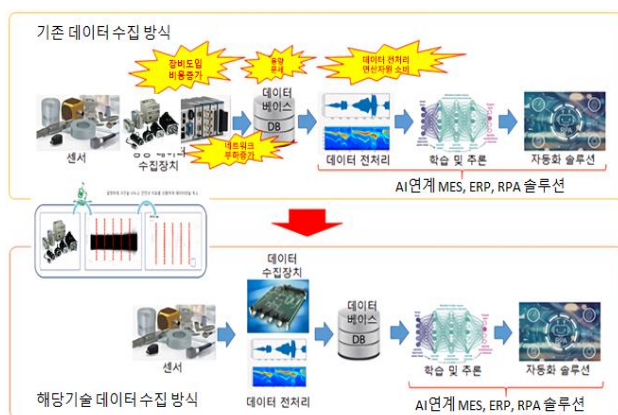 기존 데이터 수집 방식
장비도입
비용증가
용량
문제
데이터 전처리
연산자원 소비
데이터
베이스
DB
센서
수집장치
네트워크
부하증가
데이터 전처리
학습 및 추론
RPA
자동화 솔루션
AI연계 MES, ERP, RPA 솔루션
데이터
수집장치
데이터
베이스
DB
센서
데이터 전처리
학습 및 추론
RPA
자동화 솔루션
해당기술 데이터 수집 방식
AI연계 MES, ERP, RPA 솔루션